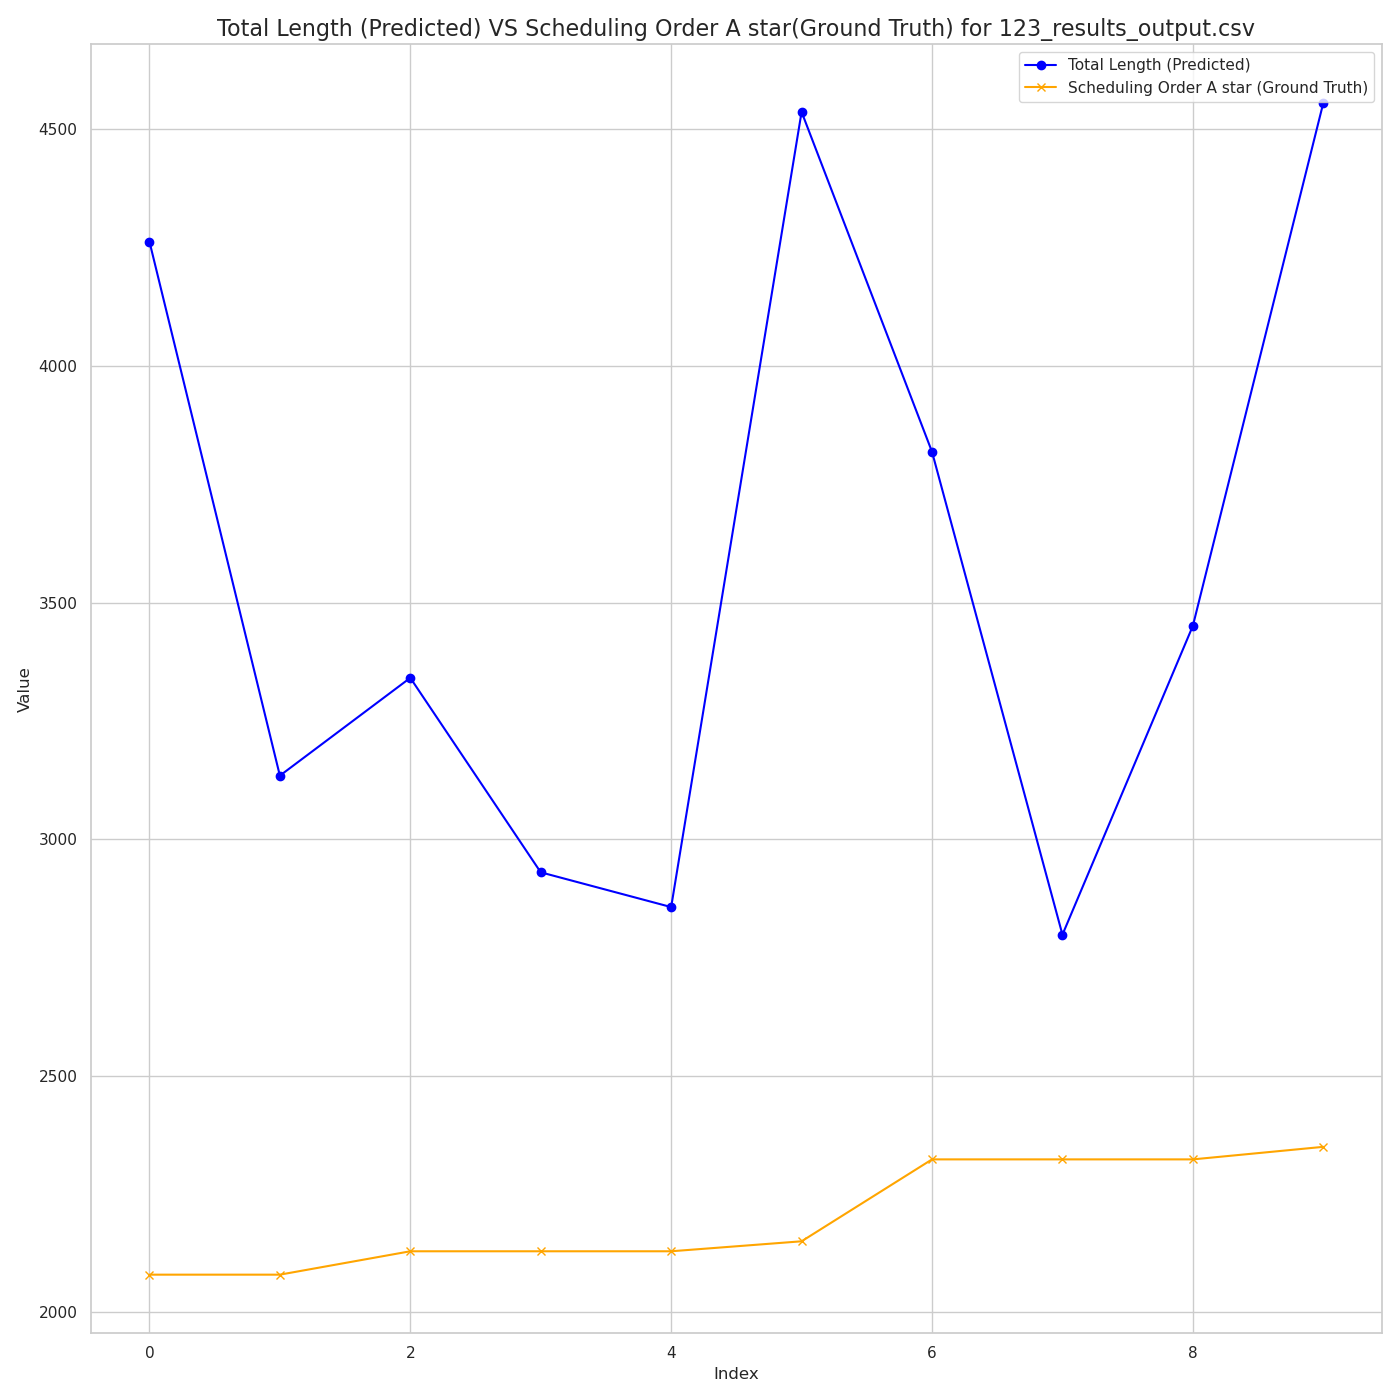 Total Length (Predicted) VS Scheduling Order A star(Ground Truth) for 123_results_output.csv
Total Length (Predicted)
Scheduling Order A star (Ground Truth)
4500
4000
3500
3000
2500
2000
Value
0 2 4 6 8
Index